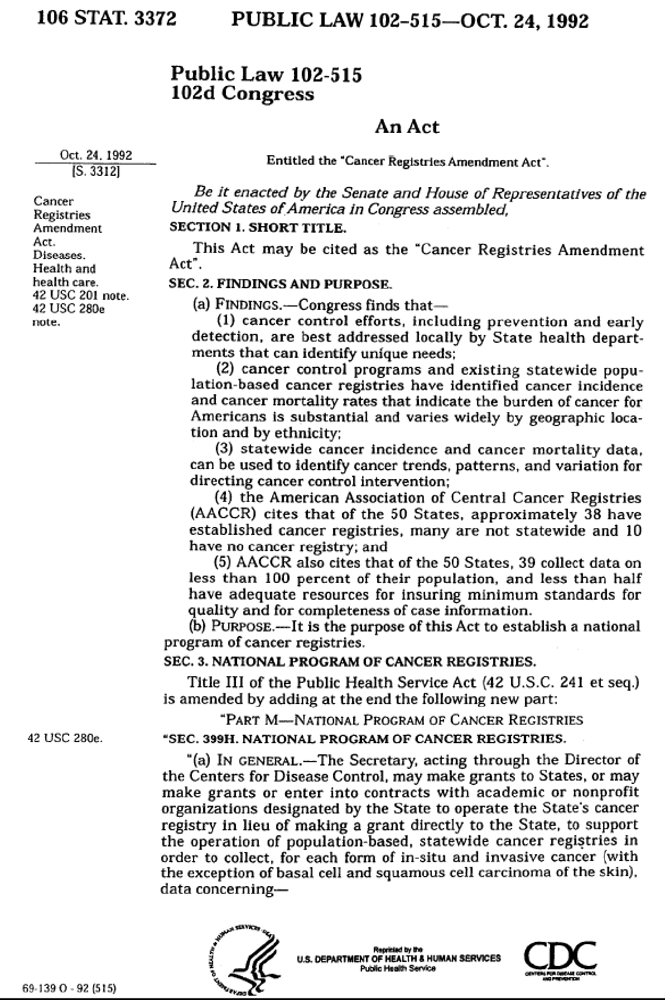 106 STAT. 3372 PUBLIC LAW 102-515—OCT. 24, 1992
Public Law 102-515
102d Congress
An Act
Oct. 24, 1992
[S. 3312]
Entitled the "Cancer Registries Amendment Act".
Cancer
Registries
Amendment
Act.
Diseases.
Health and
health care.
42 USC 201 note.
42 USC 280e
note.
Be it enacted by the Senate and House of Representatives of the
United States of America in Congress assembled,
SECTION 1. SHORT TITLE.
This Act may be cited as the "Cancer Registries Amendment
Act".
SEC. 2. FINDINGS AND PURPOSE.
(a) FINDINGS.—Congress finds that—
(1) cancer control efforts, including prevention and early
detection, are best addressed locally by State health depart-
ments that can identify unique needs;
(2) cancer control programs and existing statewide popu-
lation-based cancer registries have identified cancer incidence
and cancer mortality rates that indicate the burden of cancer for
Americans is substantial and varies widely by geographic loca-
tion and by ethnicity;
(3) statewide cancer incidence and cancer mortality data,
can be used to identify cancer trends, patterns, and variation for
directing cancer control intervention;
(4) the American Association of Central Cancer Registries
(AACCR) cites that of the 50 States, approximately 38 have
established cancer registries, many are not statewide and 10
have no cancer registry; and
(5) AACCR also cites that of the 50 States, 39 collect data on
less than 100 percent of their population, and less than half
have adequate resources for insuring minimum standards for
quality and for completeness of case information.
(b) PURPOSE.—It is the purpose of this Act to establish a national
program of cancer registries.
SEC. 3. NATIONAL PROGRAM OF CANCER REGISTRIES.
Title III of the Public Health Service Act (42 U.S.C. 241 et seq.)
is amended by adding at the end the following new part:
"PART M—NATIONAL PROGRAM OF CANCER REGISTRIES
42 USC 280e.
"SEC. 399H. NATIONAL PROGRAM OF CANCER REGISTRIES.
"(a) IN GENERAL.—The Secretary, acting through the Director of
the Centers for Disease Control, may make grants to States, or may
make grants or enter into contracts with academic or nonprofit
organizations designated by the State to operate the State's cancer
registry in lieu of making a grant directly to the State, to support
the operation of population-based, statewide cancer registries in
order to collect, for each form of in-situ and invasive cancer (with
the exception of basal cell and squamous cell carcinoma of the skin),
data concerning—
DEPARTMENT OF HEALTH & HUMAN SERVICES·USA
Reprinted by the
U.S. DEPARTMENT OF HEALTH & HUMAN SERVICES
Public Health Service
CDC
CENTERS FOR DISEASE CONTROL
AND PREVENTION
69-139 O - 92 (515)